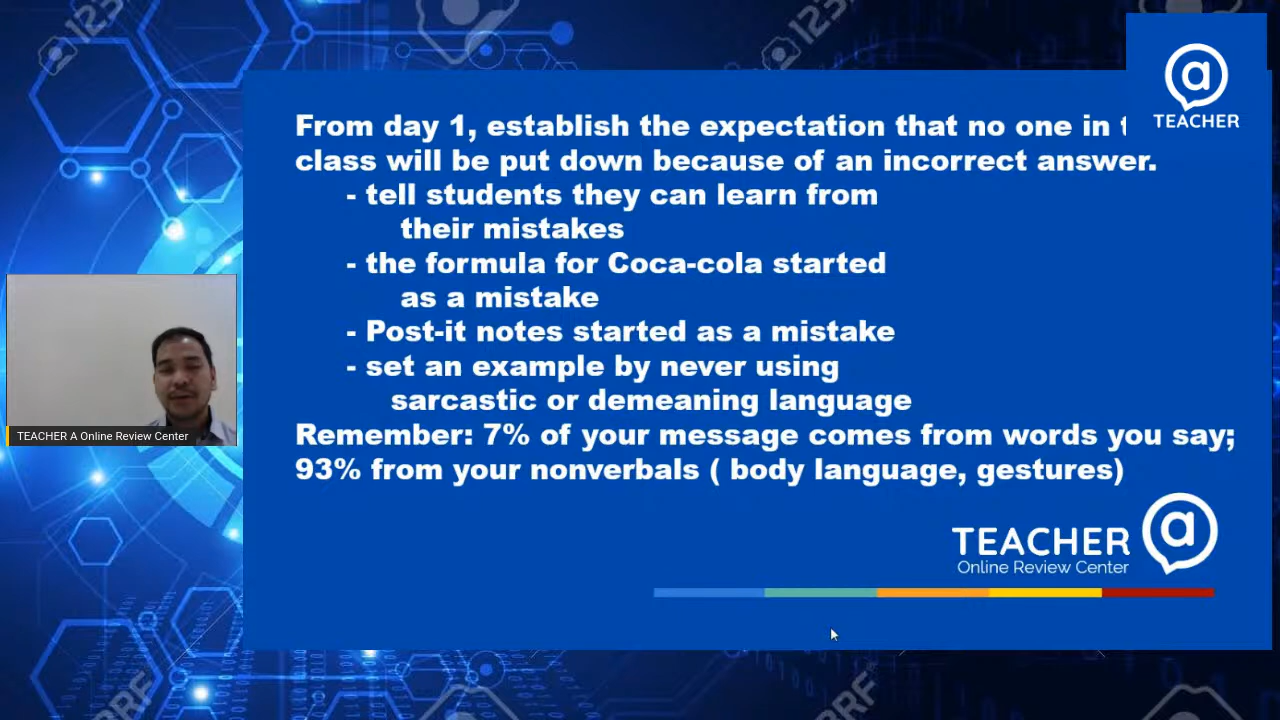 From day 1, establish the expectation that no one in
class will be put down because of an incorrect answer.
- tell students they can learn from
their mistakes
- the formula for Coca-cola started
as a mistake
- Post-it notes started as a mistake
- set an example by never using
sarcastic or demeaning language
Remember: 7% of your message comes from words you say;
93% from your nonverbals ( body language, gestures)
a
TEACHER
TEACHER A Online Review Center
TEACHER a
Online Review Center